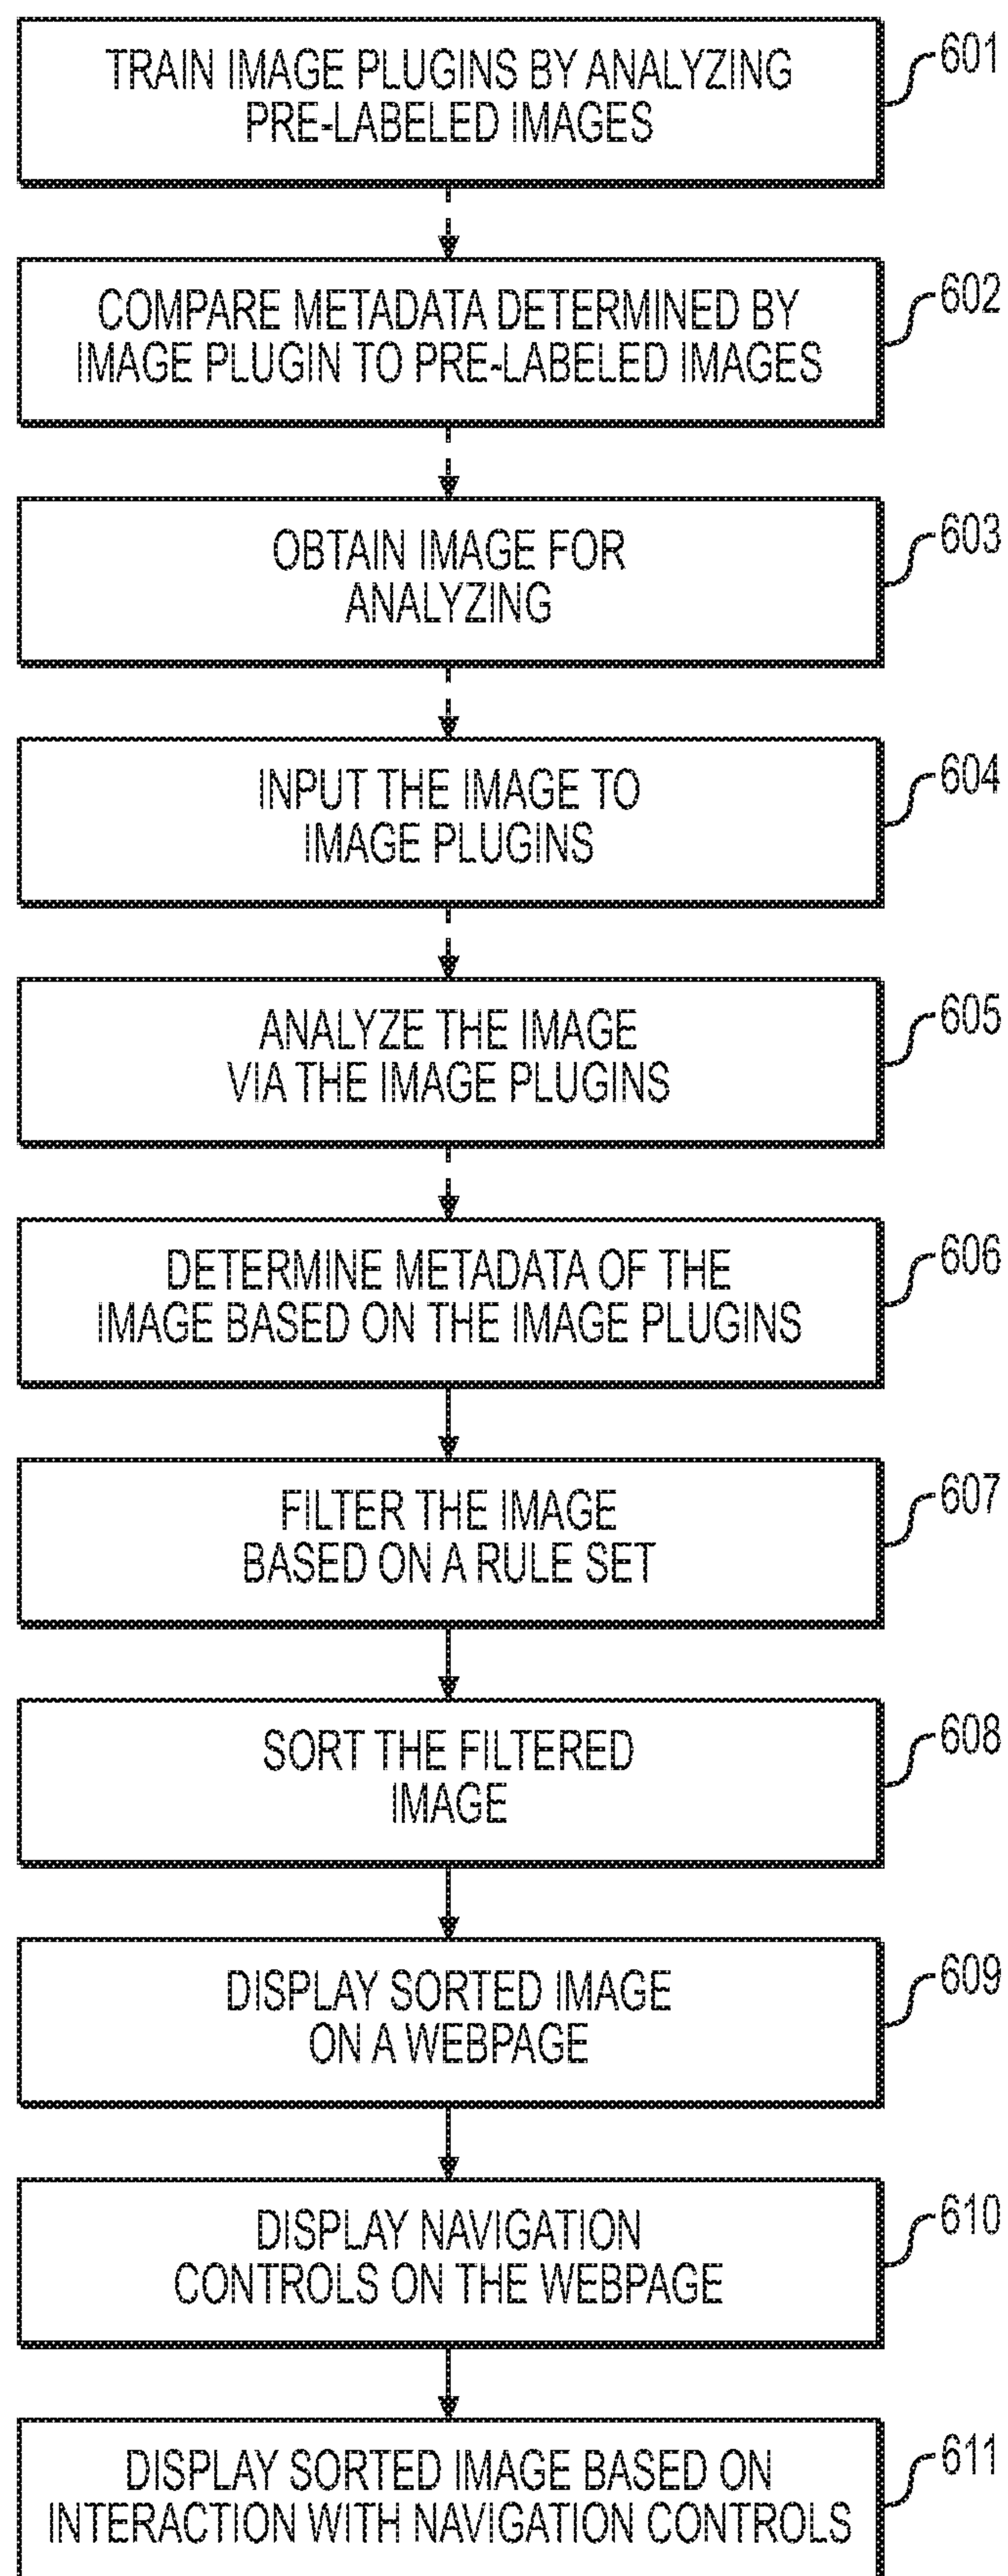 TRAIN IMAGE PLUGINS BY ANALYZING
PRE-LABELED IMAGES
601
COMPARE METADATA DETERMINED BY
IMAGE PLUGIN TO PRE-LABELED IMAGES
602
OBTAIN IMAGE FOR
ANALYZING
603
INPUT THE IMAGE TO
IMAGE PLUGINS
604
ANALYZE THE IMAGE
VIA THE IMAGE PLUGINS
605
DETERMINE METADATA OF THE
IMAGE BASED ON THE IMAGE PLUGINS
606
FILTER THE IMAGE
BASED ON A RULE SET
607
SORT THE FILTERED
IMAGE
608
DISPLAY SORTED IMAGE
ON A WEBPAGE
609
DISPLAY NAVIGATION
CONTROLS ON THE WEBPAGE
610
DISPLAY SORTED IMAGE BASED ON
INTERACTION WITH NAVIGATION CONTROLS
611